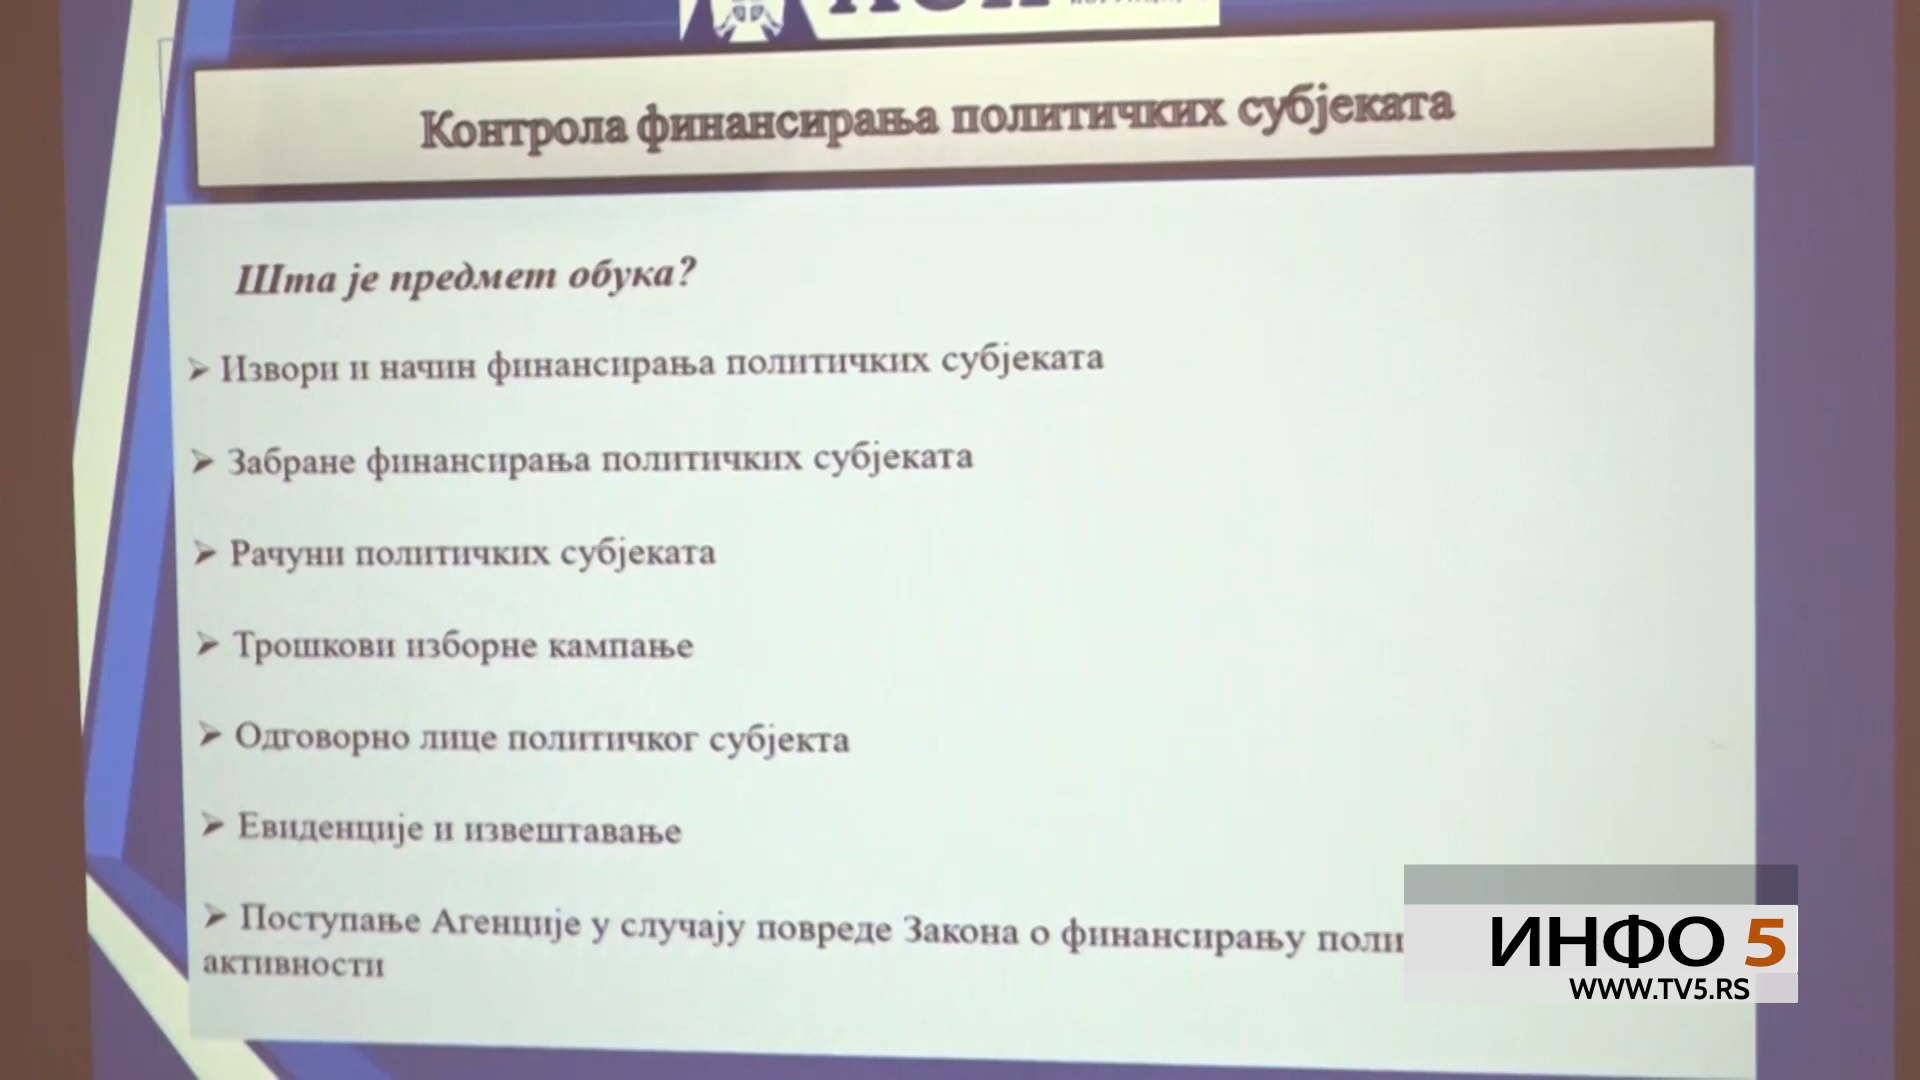 Контрола финансирања политичких субјеката
Шта је предмет обука?
➢ Извори и начин финансирања политичких субјеката
➢ Забране финансирања политичких субјеката
➢ Рачуни политичких субјеката
➢ Трошкови изборне кампање
➢ Одговорно лице политичког субјекта
➢ Евиденције и извештавање
➢ Поступање Агенције у случају повреде Закона о финансирању поли
активности
ИНФО 5
WWW.TV5.RS